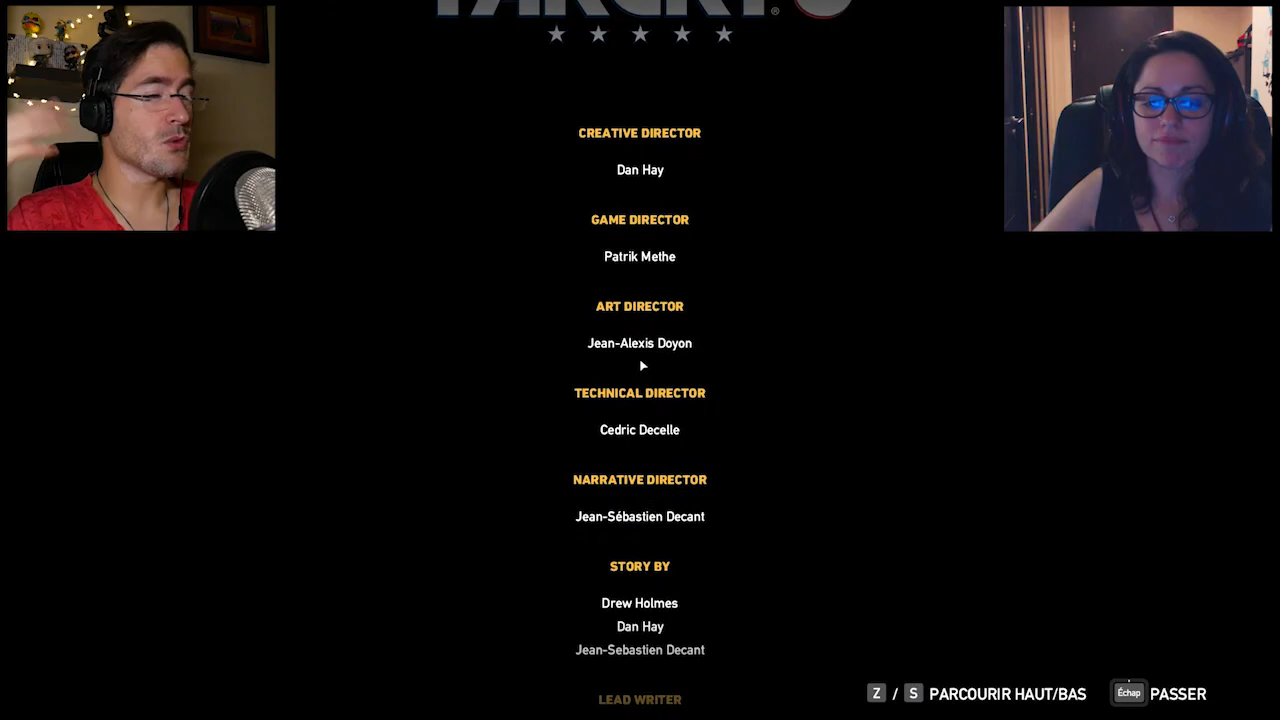 FARCRY 5
CREATIVE DIRECTOR
Dan Hay
GAME DIRECTOR
Patrik Methe
ART DIRECTOR
Jean-Alexis Doyon
TECHNICAL DIRECTOR
Cedric Decelle
NARRATIVE DIRECTOR
Jean-Sébastien Decant
STORY BY
Drew Holmes
Dan Hay
Jean-Sebastien Decant
LEAD WRITER
Z / S PARCOURIR HAUT/BAS Échap PASSER